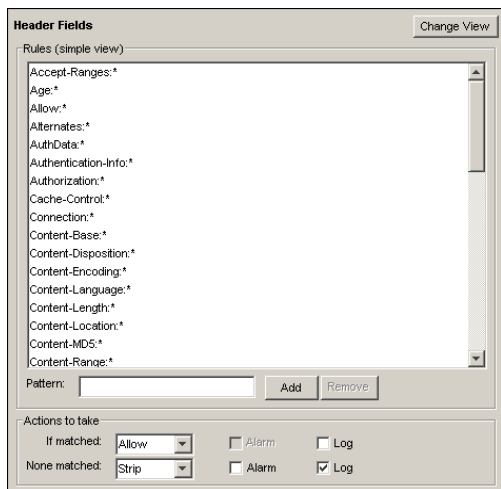 Header Fields
Change View
Rules (simple view)
Accept-Ranges:*
Age:*
Allow:*
Alternates:*
AuthData:*
Authentication-Info:*
Authorization:*
Cache-Control:*
Connection:*
Content-Base:*
Content-Disposition:*
Content-Encoding:*
Content-Language:*
Content-Length:*
Content-Location:*
Content-MD5:*
Content-Range:*
Pattern:
Add
Remove
Actions to take
If matched: Allow Alarm Log
None matched: Strip Alarm Log